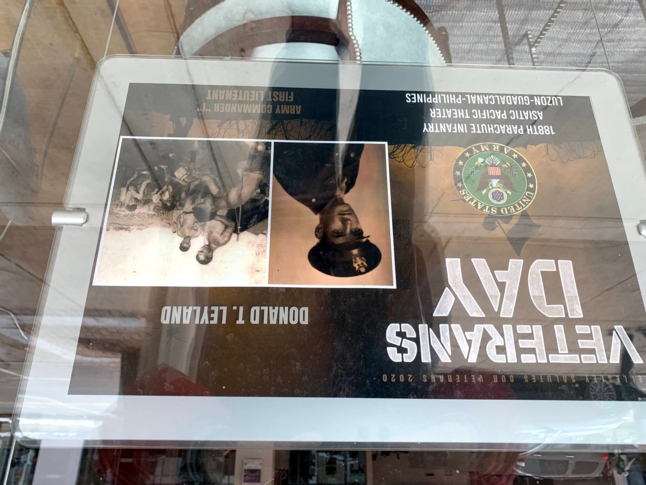 SALUTES OUR VETERANS 2020
VETERANS
DAY
DONALD T. LEYLAND
UNITED STATES ARMY
188TH PARACHUTE INFANTRY
ASIATIC PACIFIC THEATER
LUZON-GUADALCANAL-PHILIPPINES
ARMY COMMANDER "I"
FIRST LIEUTENANT